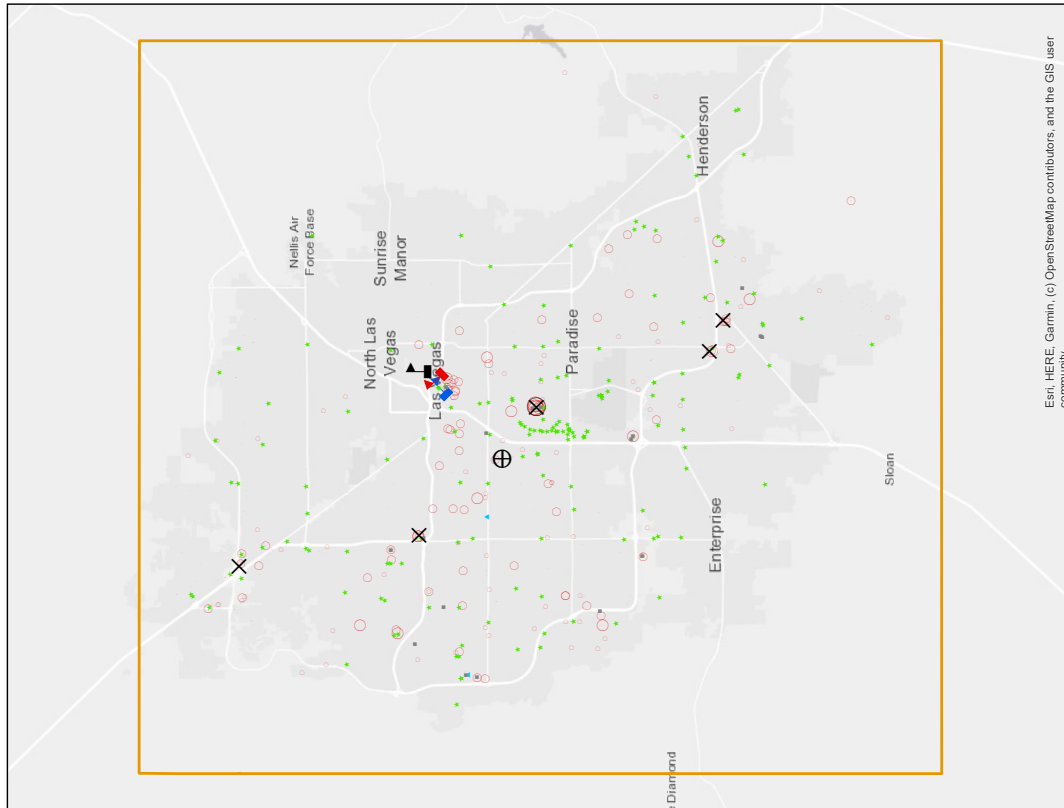 Nellis Air
Force Base
Sunrise
Manor
North Las
Vegas
Las Vegas
Paradise
Henderson
Enterprise
Sloan
e Diamond
Esri, HERE, Garmin, (c) OpenStreetMap contributors, and the GIS user
community